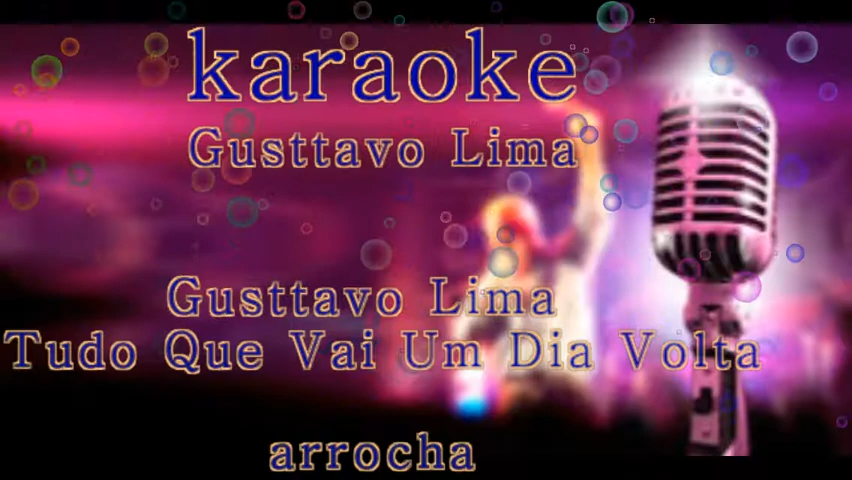 karaoke
Gusttavo Lima
Gusttavo Lima
Tudo Que Vai Um Dia Volta
arrocha